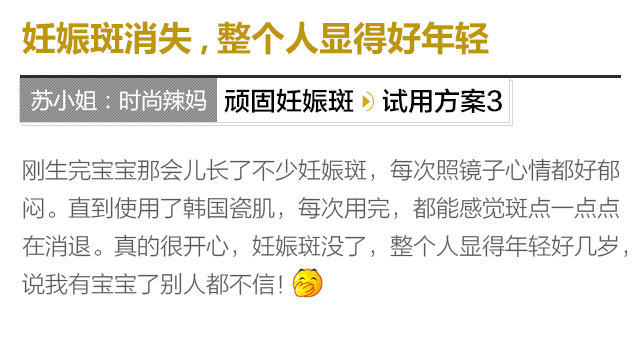 妊娠斑消失，整个人显得好年轻
苏小姐：时尚辣妈 顽固妊娠斑 试用方案3
刚生完宝宝那会儿长了不少妊娠斑，每次照镜子心情都好郁
闷。直到使用了韩国瓷肌，每次用完，都能感觉斑点一点点
在消退。真的很开心，妊娠斑没了，整个人显得年轻好几岁，
说我有宝宝了别人都不信！